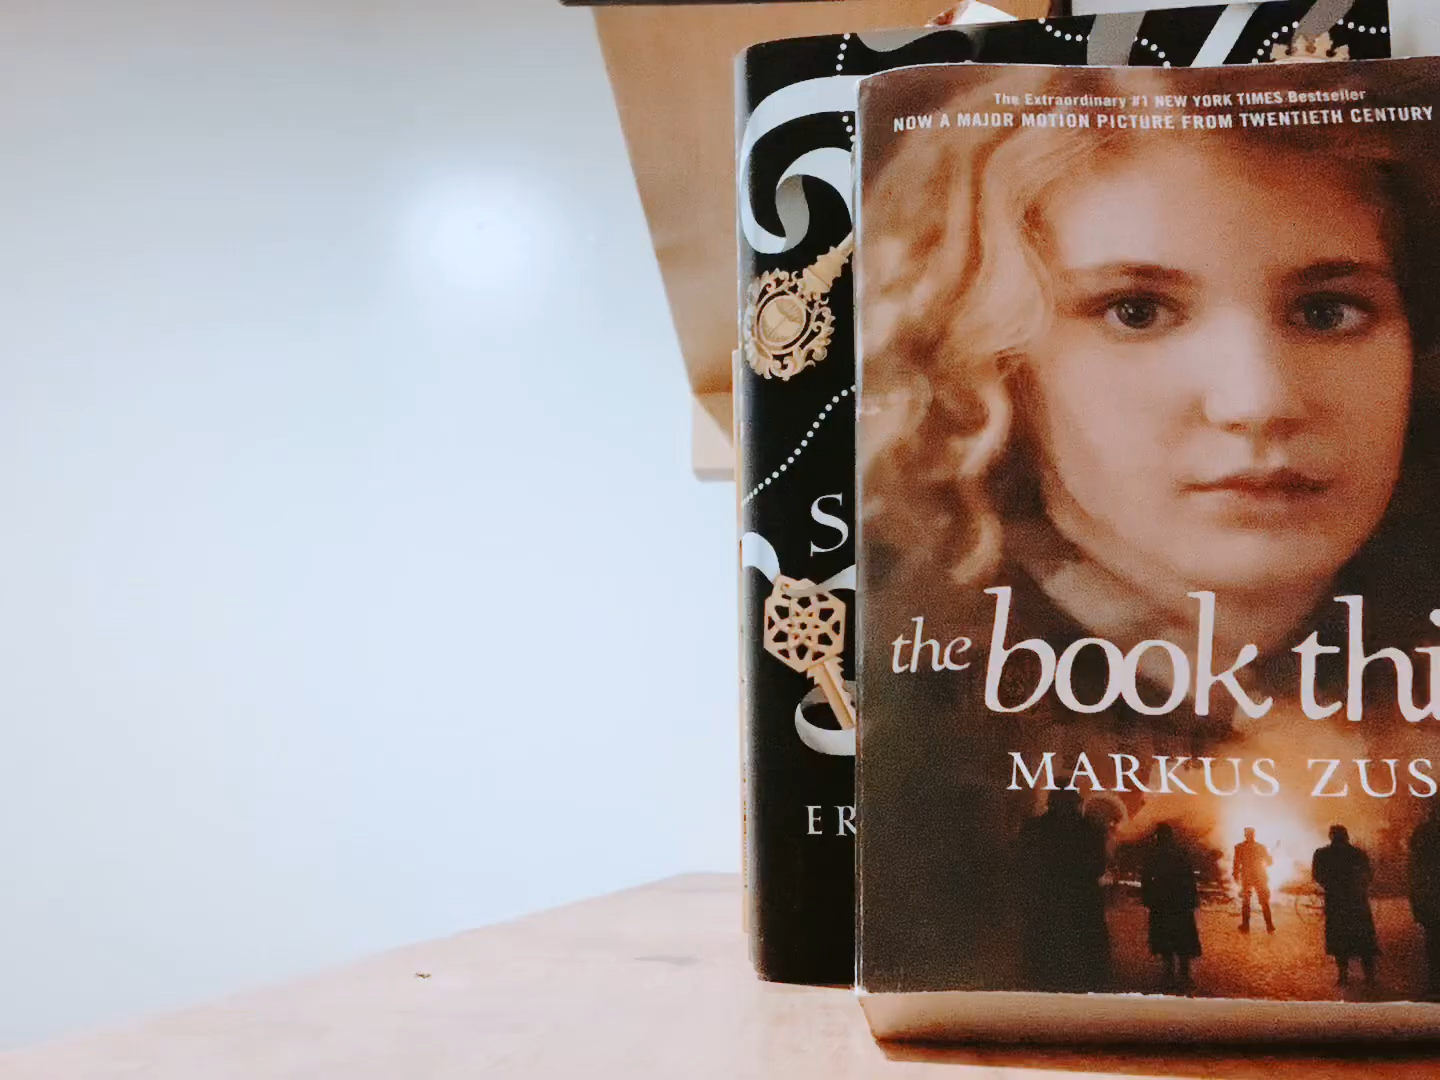 The Extraordinary #1 NEW YORK TIMES Bestseller
NOW A MAJOR MOTION PICTURE FROM TWENTIETH CENTURY
S
the book thi
MARKUS ZUS
ER